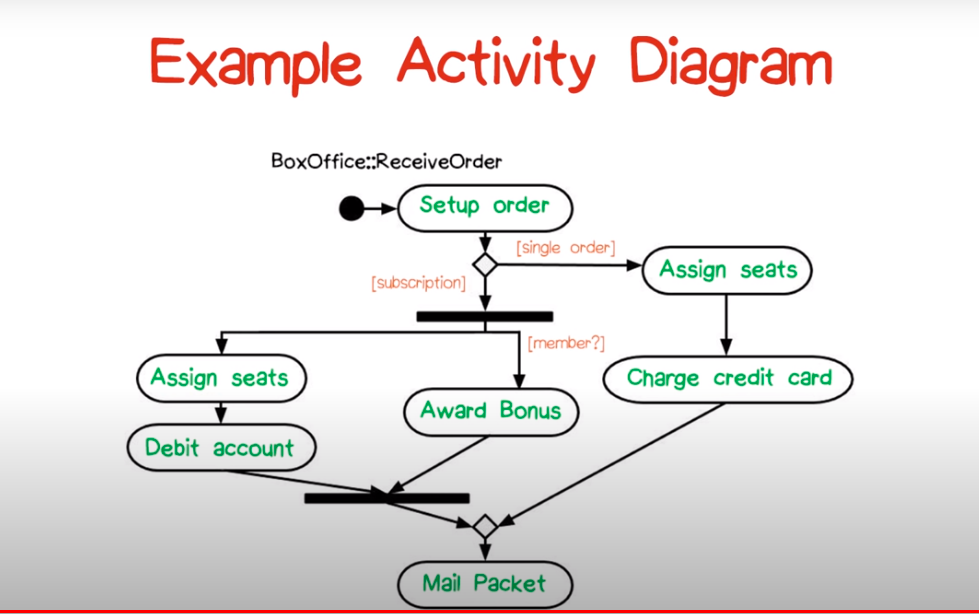 Example Activity Diagram
BoxOffice::ReceiveOrder
Setup order
[single order]
Assign seats
[subscription]
[member?]
Assign seats
Charge credit card
Award Bonus
Debit account
Mail Packet